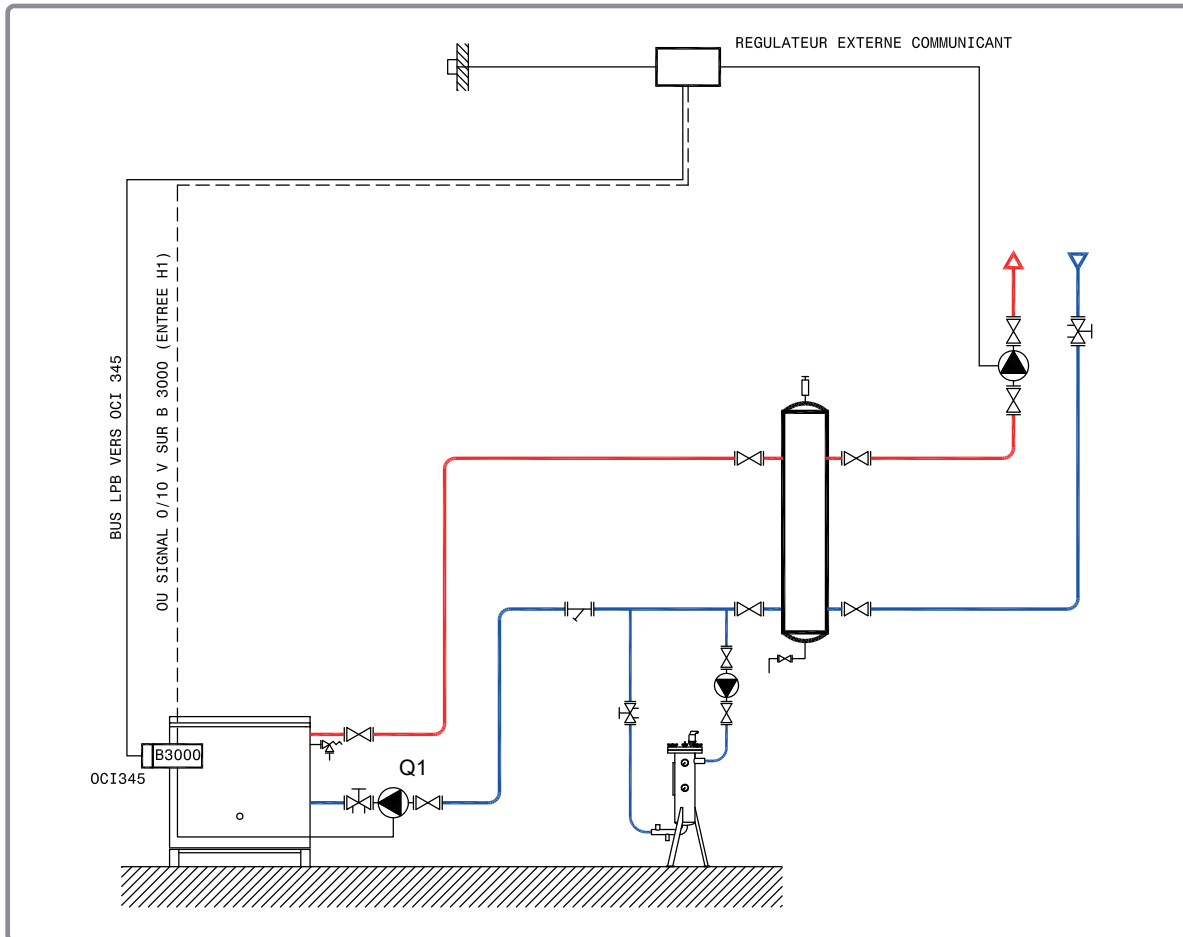 REGULATEUR EXTERNE COMMUNICANT
BUS LPB VERS OCI 345
OU SIGNAL 0/10 V SUR B 3000 (ENTREE H1)
B3000
OCI345
Q1